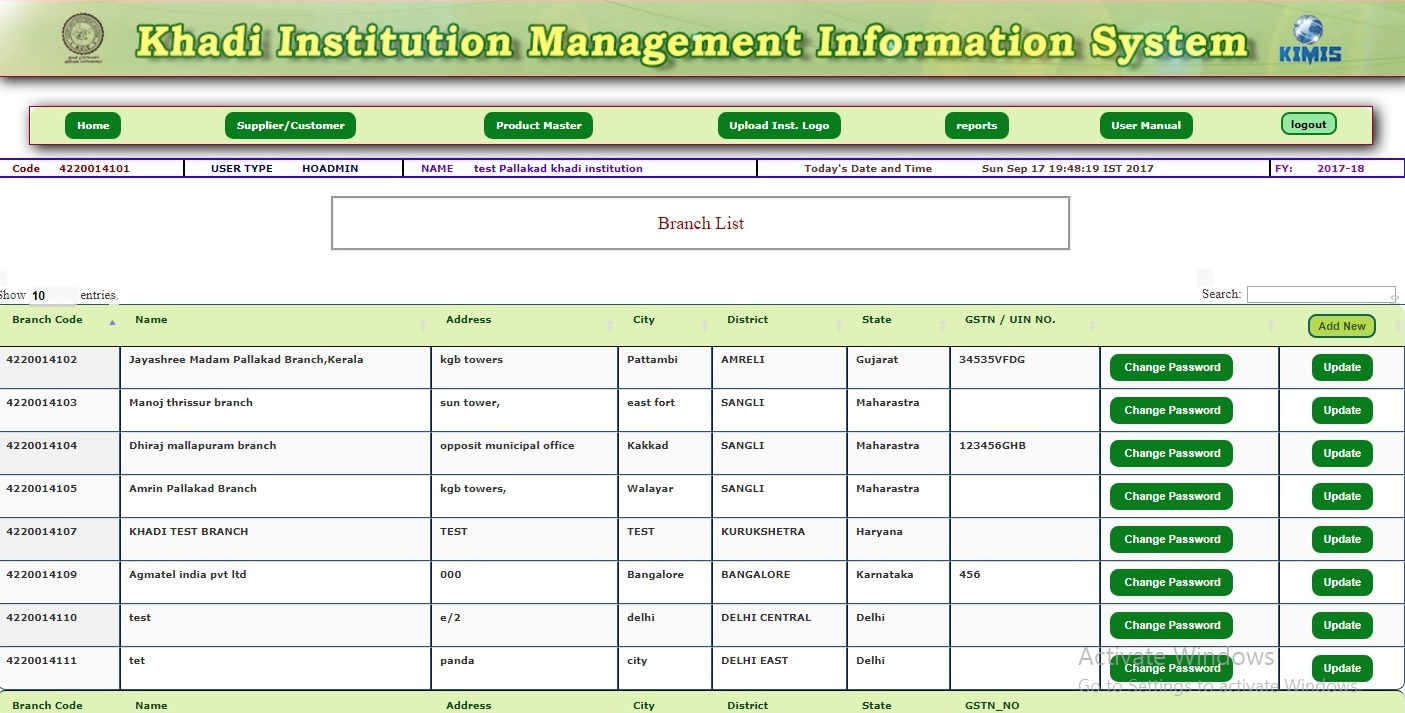 Khadi Institution Management Information System
KIMIS
Home Supplier/Customer Product Master Upload Inst. Logo reports User Manual logout
Code 4220014101 USER TYPE HOADMIN NAME test Pallakad khadi institution Today's Date and Time Sun Sep 17 19:48:19 IST 2017 FY: 2017-18
Branch List
Show 10 entries
Search:
Branch Code Name Address City District State GSTN / UIN NO. Add New
4220014102 Jayashree Madam Pallakad Branch,Kerala kgb towers Pattambi AMRELI Gujarat 34535VFDG Change Password Update
4220014103 Manoj thrissur branch sun tower, east fort SANGLI Maharastra Change Password Update
4220014104 Dhiraj mallapuram branch opposit municipal office Kakkad SANGLI Maharastra 123456GHB Change Password Update
4220014105 Amrin Pallakad Branch kgb towers, Walayar SANGLI Maharastra Change Password Update
4220014107 KHADI TEST BRANCH TEST TEST KURUKSHETRA Haryana Change Password Update
4220014109 Agmatel india pvt ltd 000 Bangalore BANGALORE Karnataka 456 Change Password Update
4220014110 test e/2 delhi DELHI CENTRAL Delhi Change Password Update
4220014111 tet panda city DELHI EAST Delhi Change Password Update
Activate Windows
Go to Settings to activate Windows.
Branch Code Name Address City District State GSTN_NO